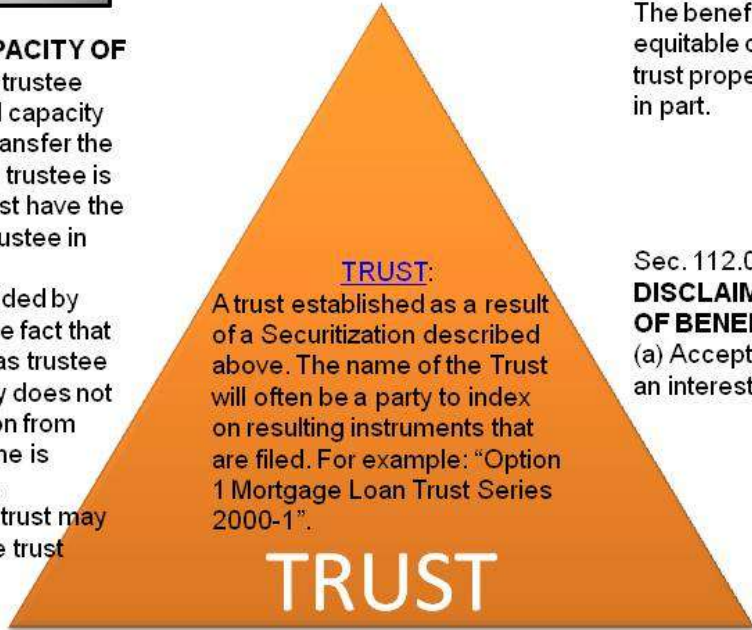 PACITY OF
trustee
capacity
ansfer the
trustee is
st have the
ustee in
ded by
e fact that
as trustee
y does not
on from
ne is
trust may
e trust
TRUST:
A trust established as a result
of a Securitization described
above. The name of the Trust
will often be a party to index
on resulting instruments that
are filed. For example: “Option
1 Mortgage Loan Trust Series
2000-1”.
TRUST
The benef
equitable
trust prope
in part.
Sec. 112.0
DISCLAIM
OF BENE
(a) Accept
an interest